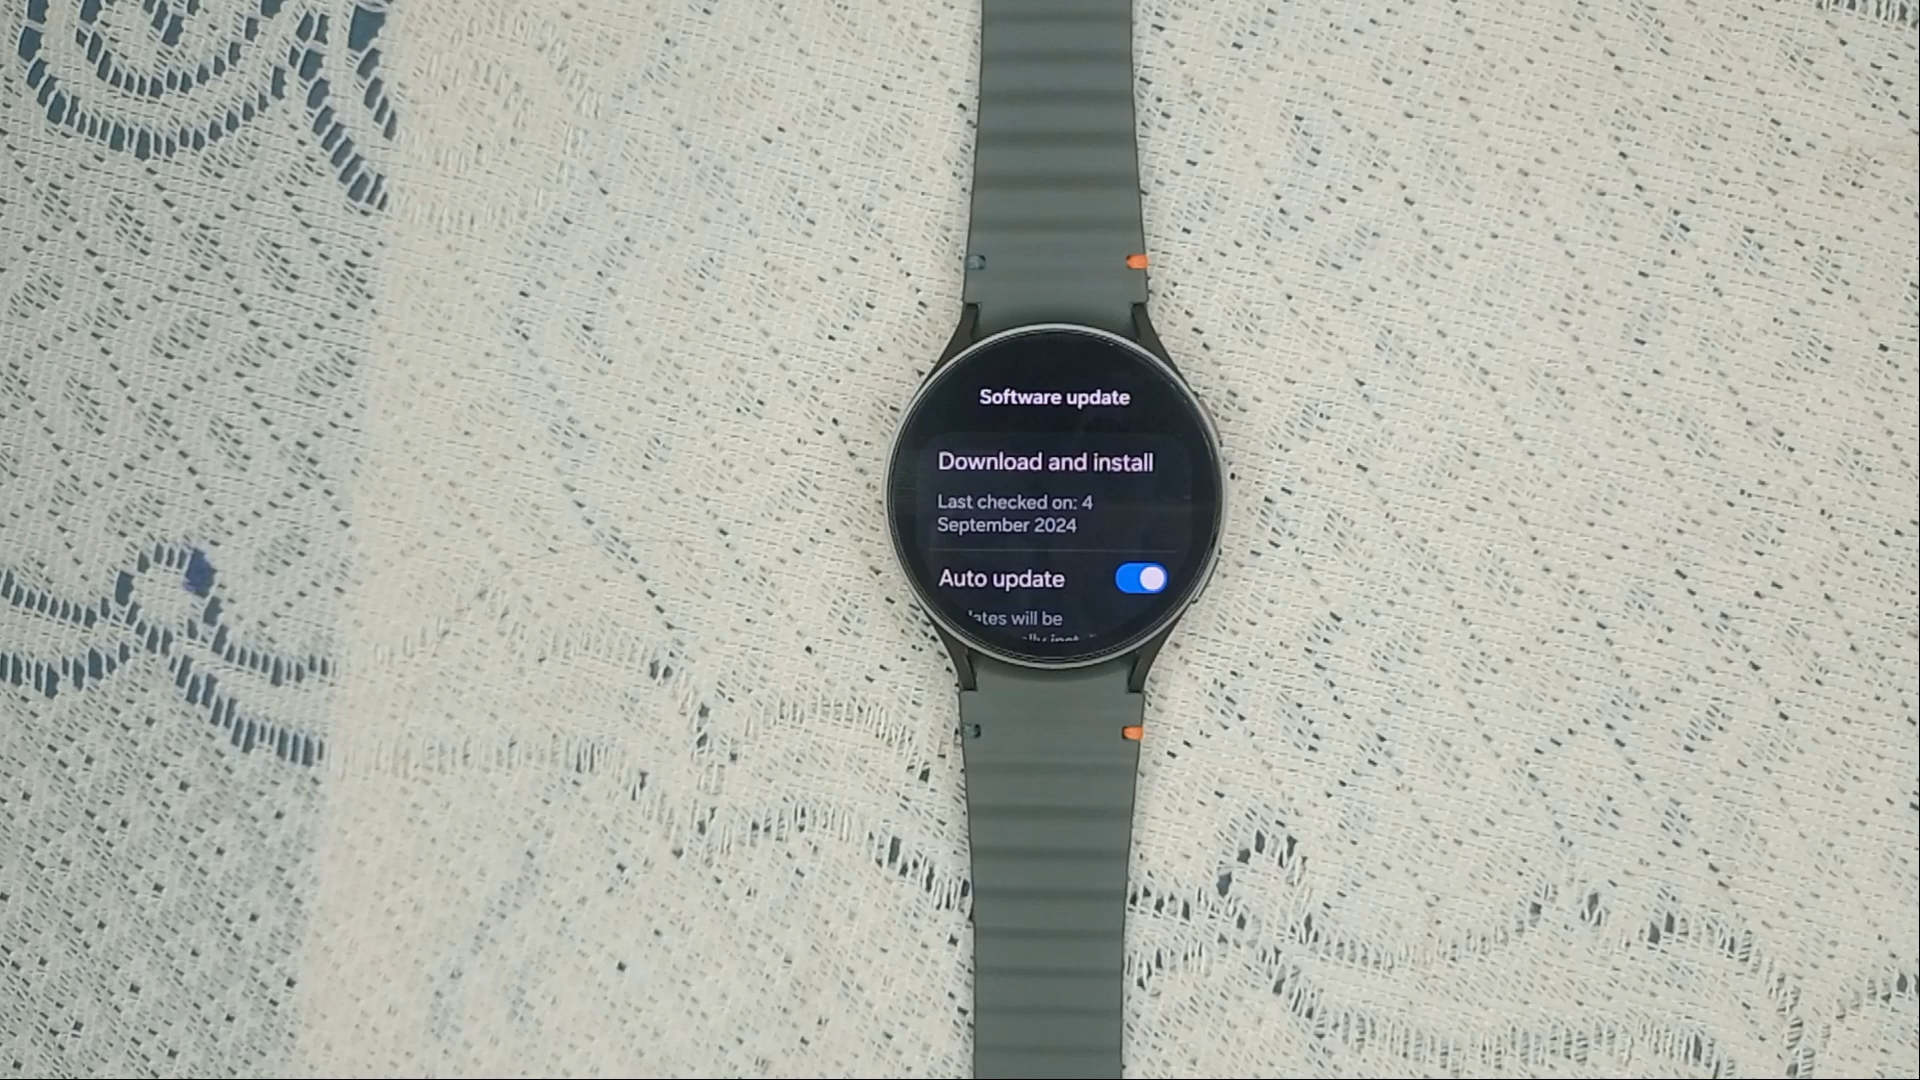 Software update
Download and install
Last checked on: 4
September 2024
Auto update
will be